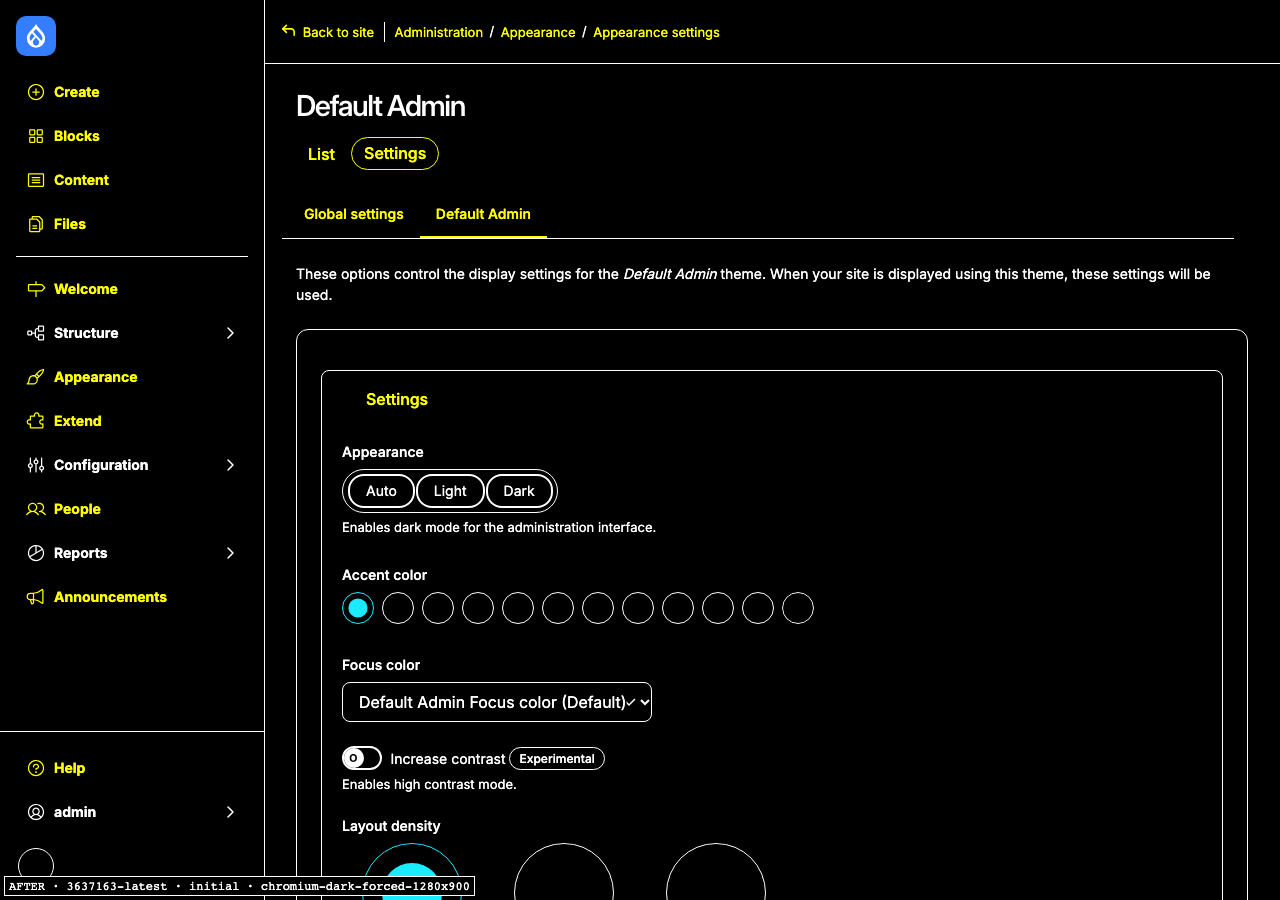 Back to site
Administration / Appearance / Appearance settings
Create
Blocks
Content
Files
Welcome
Structure
Appearance
Extend
Configuration
People
Reports
Announcements
Help
admin
Default Admin
List
Settings
Global settings
Default Admin
These options control the display settings for the Default Admin theme. When your site is displayed using this theme, these settings will be
used.
Settings
Appearance
Auto
Light
Dark
Enables dark mode for the administration interface.
Accent color
Focus color
Default Admin Focus color (Default)
Increase contrast Experimental
Enables high contrast mode.
Layout density
AFTER · 3637163-latest · initial · chromium-dark-forced-1280x900